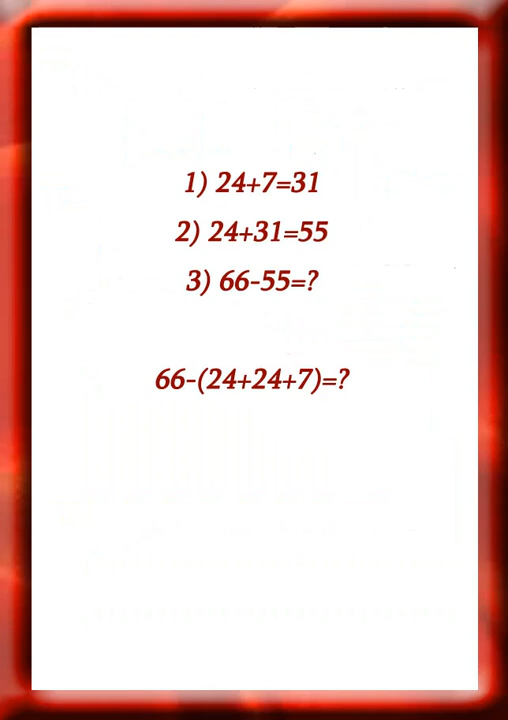 1) 24+7=31
2) 24+31=55
3) 66-55=?
66-(24+24+7)=?